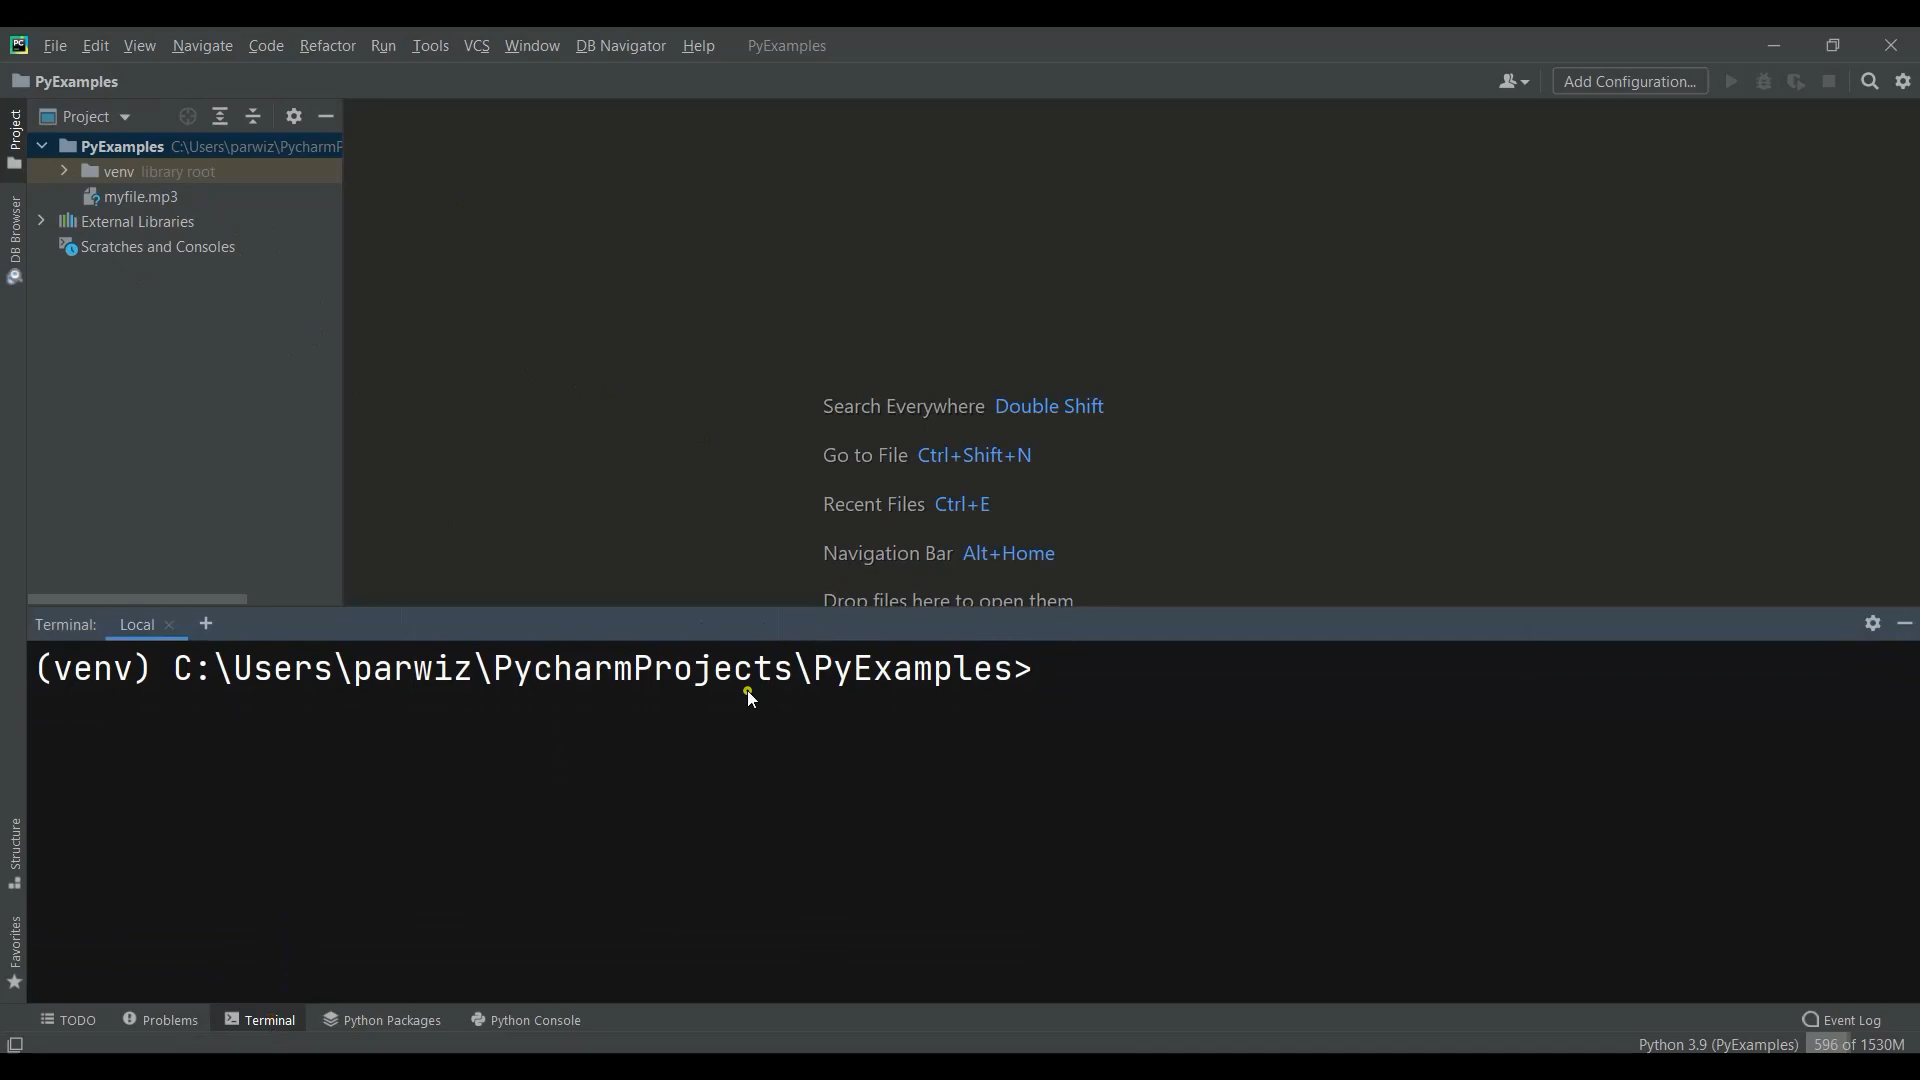 PC File Edit View Navigate Code Refactor Run Tools VCS Window DB Navigator Help PyExamples
PyExamples
Add Configuration...
Project
PyExamples C:\Users\parwiz\PycharmP
venv library root
myfile.mp3
External Libraries
Scratches and Consoles
Project
DB Browser
Structure
Favorites
Search Everywhere Double Shift
Go to File Ctrl+Shift+N
Recent Files Ctrl+E
Navigation Bar Alt+Home
Drop files here to open them
Terminal: Local +
(venv) C:\Users\parwiz\PycharmProjects\PyExamples>
TODO Problems Terminal Python Packages Python Console Event Log
Python 3.9 (PyExamples) 596 of 1530M